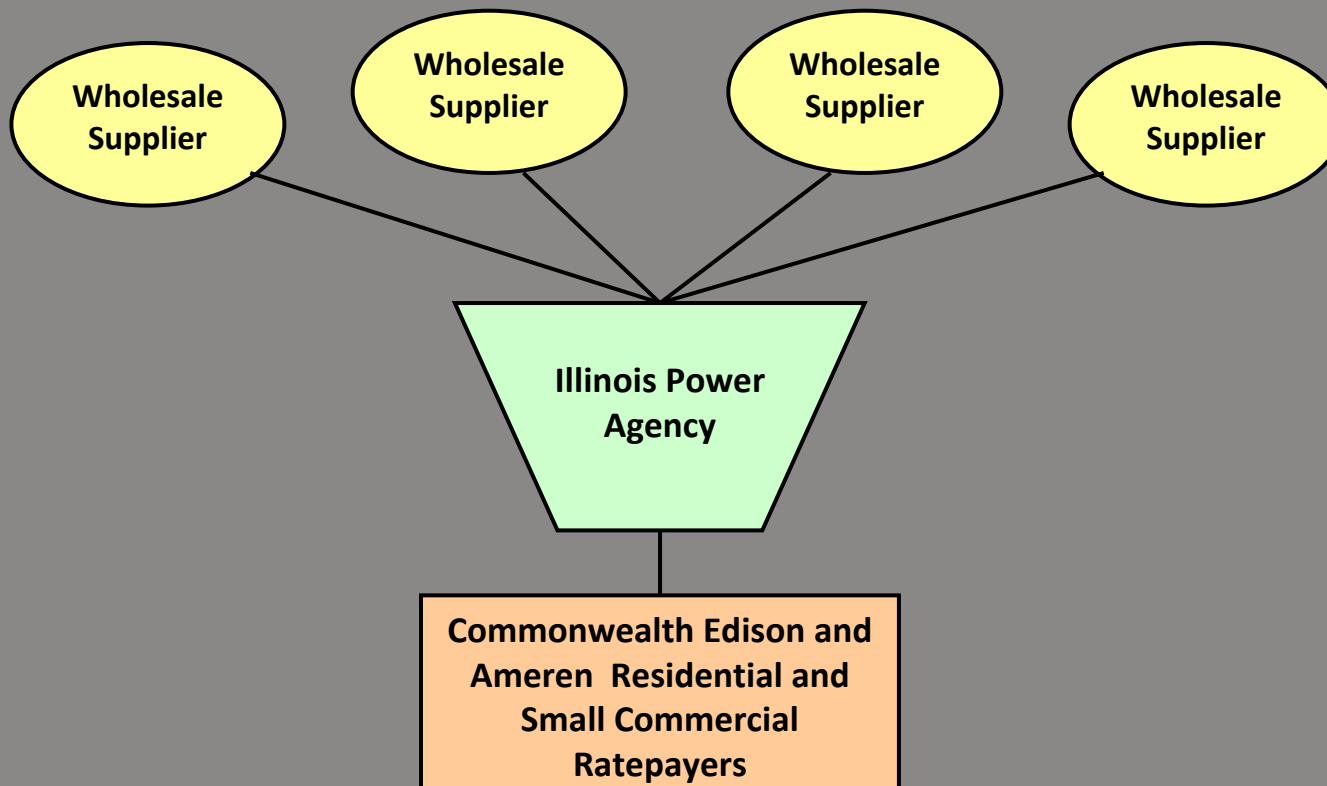 Wholesale
Supplier
Wholesale
Supplier
Wholesale
Supplier
Wholesale
Supplier
Illinois Power
Agency
Commonwealth Edison and
Ameren  Residential and
Small Commercial
Ratepayers